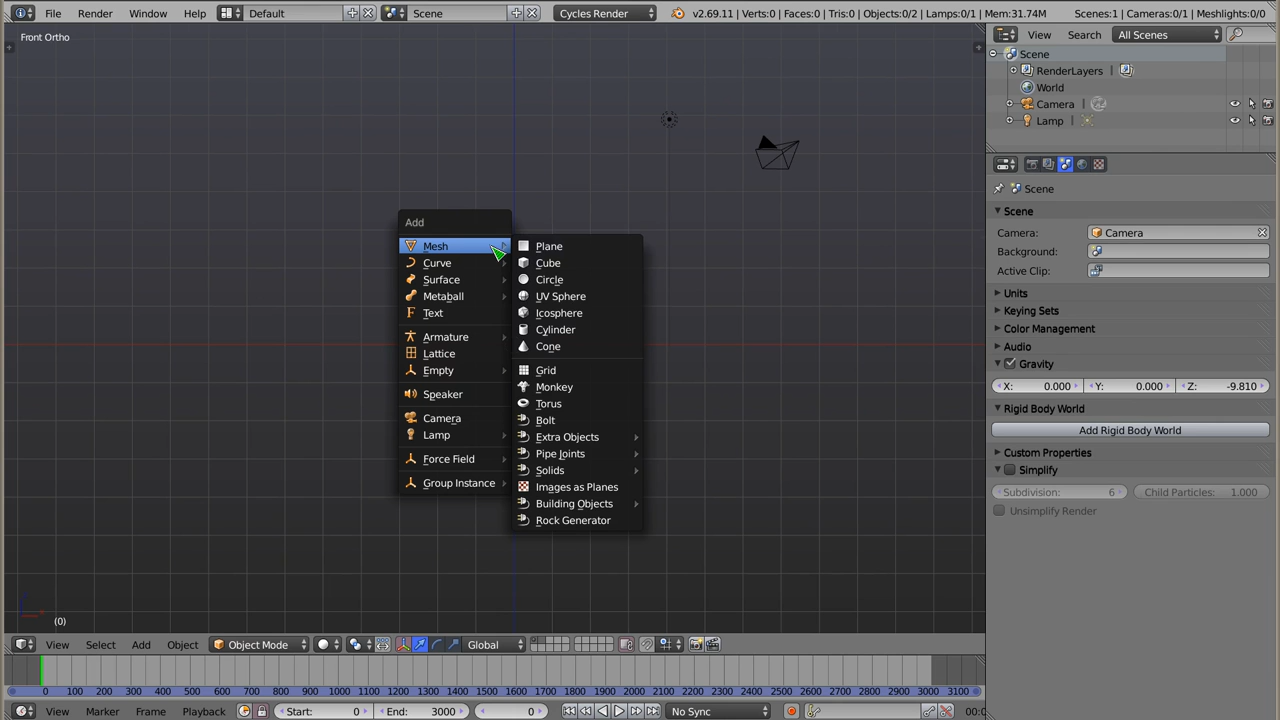 File Render Window Help Default Scene Cycles Render v2.69.11 | Verts:0 | Faces:0 | Tris:0 | Objects:0/2 | Lamps:0/1 | Mem:31.74M Scenes:1 | Cameras:0/1 | Meshlights:0/0
Front Ortho
View Search All Scenes
Scene
RenderLayers
World
Camera
Lamp
Scene
Scene
Camera: Camera
Background:
Active Clip:
Units
Keying Sets
Color Management
Audio
Gravity
X: 0.000 Y: 0.000 Z: -9.810
Rigid Body World
Add Rigid Body World
Custom Properties
Simplify
Subdivision: 6 Child Particles: 1.000
Unsimplify Render
Add
Mesh
Curve
Surface
Metaball
Text
Armature
Lattice
Empty
Speaker
Camera
Lamp
Force Field
Group Instance
Plane
Cube
Circle
UV Sphere
Icosphere
Cylinder
Cone
Grid
Monkey
Torus
Bolt
Extra Objects
Pipe Joints
Solids
Images as Planes
Building Objects
Rock Generator
(0)
View Select Add Object Object Mode Global
0 100 200 300 400 500 600 700 800 900 1000 1100 1200 1300 1400 1500 1600 1700 1800 1900 2000 2100 2200 2300 2400 2500 2600 2700 2800 2900 3000 3100
View Marker Frame Playback Start: 0 End: 3000 0 No Sync 00:0